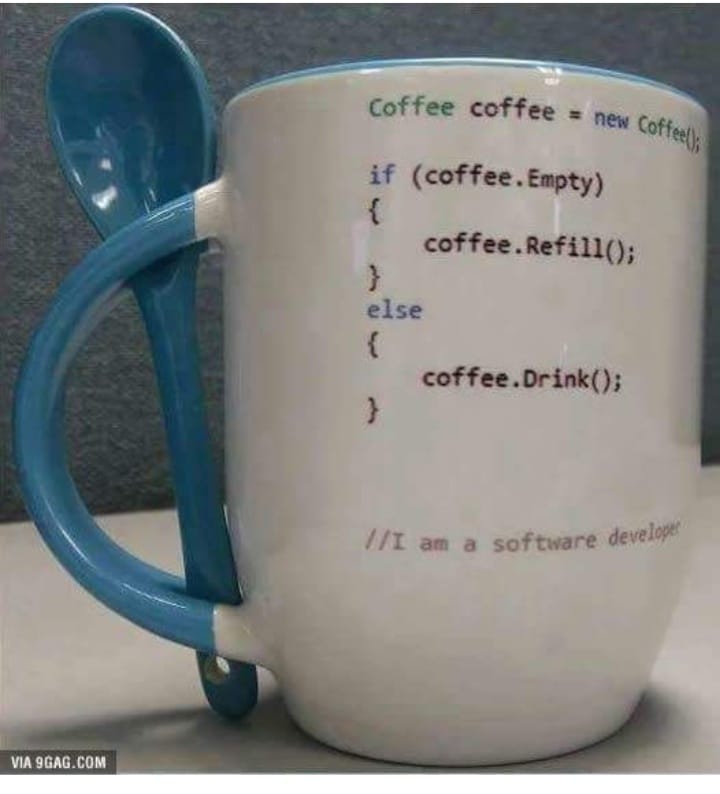 Coffee coffee = new Coffee();
if (coffee.Empty)
{
coffee.Refill();
}
else
{
coffee.Drink();
}
//I am a software developer
VIA 9GAG.COM